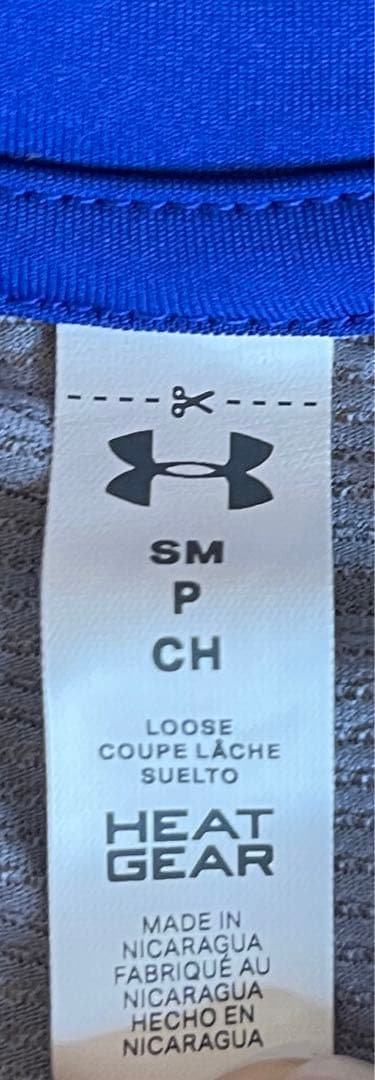 SM
P
CH
LOOSE
COUPE LÂCHE
SUELTO
HEAT
GEAR
MADE IN
NICARAGUA
FABRIQUÉ AU
NICARAGUA
HECHO EN
NICARAGUA